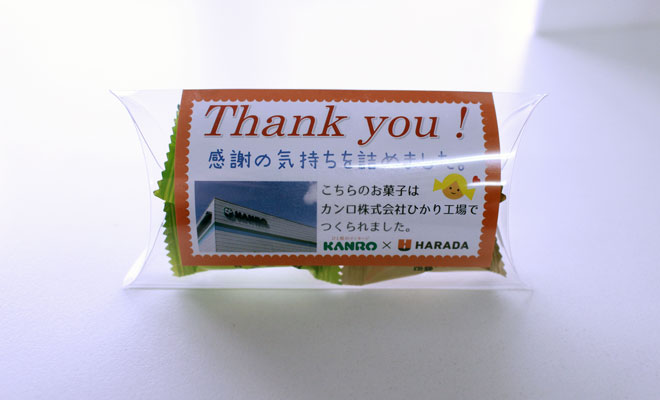 Thank you !
感謝の気持ちを詰めました。
こちらのお菓子は
カンロ株式会社ひかり工場で
つくられました。
KANRO × HARADA
KANRO